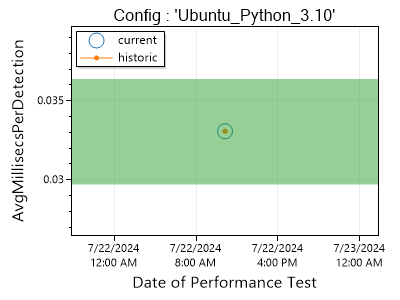 Config : 'Ubuntu_Python_3.10'
current
historic
AvgMillisecsPerDetection
0.035
0.03
7/22/2024 7/22/2024 7/22/2024 7/23/2024
12:00 AM 8:00 AM 4:00 PM 12:00 AM
Date of Performance Test